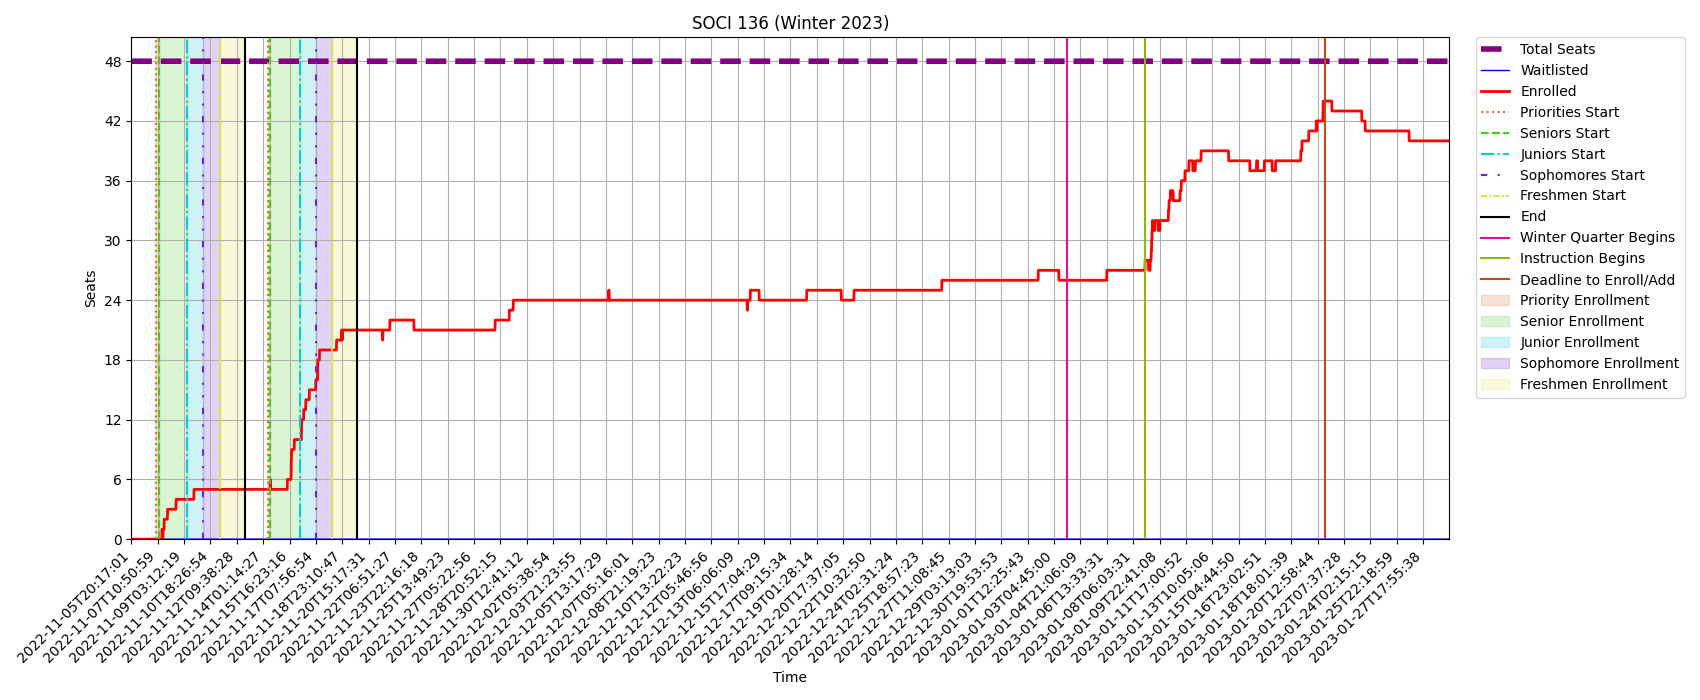 SOCI 136 (Winter 2023)
Seats
48
42
36
30
24
18
12
6
0
2022-11-05T20:17:01
2022-11-07T10:50:59
2022-11-09T03:12:19
2022-11-10T18:26:54
2022-11-12T09:38:28
2022-11-14T01:14:27
2022-11-15T16:23:16
2022-11-17T07:56:54
2022-11-18T23:10:47
2022-11-20T15:17:31
2022-11-22T06:51:27
2022-11-23T22:16:18
2022-11-25T13:49:23
2022-11-27T05:22:56
2022-11-28T20:52:15
2022-11-30T12:41:12
2022-12-02T05:38:54
2022-12-03T21:23:55
2022-12-05T13:17:29
2022-12-07T05:16:01
2022-12-08T21:19:23
2022-12-10T13:22:23
2022-12-12T05:46:56
2022-12-13T06:06:09
2022-12-15T17:04:29
2022-12-17T09:15:34
2022-12-19T01:28:14
2022-12-20T17:37:05
2022-12-22T10:32:50
2022-12-24T02:31:24
2022-12-25T18:57:23
2022-12-27T11:08:45
2022-12-29T03:13:03
2022-12-30T19:53:53
2023-01-01T12:25:43
2023-01-03T04:45:00
2023-01-04T21:06:09
2023-01-06T13:33:31
2023-01-08T06:03:31
2023-01-09T22:41:08
2023-01-11T17:00:52
2023-01-13T10:05:06
2023-01-15T04:44:50
2023-01-16T23:02:51
2023-01-18T18:01:39
2023-01-20T12:58:44
2023-01-22T07:37:28
2023-01-24T02:15:15
2023-01-25T22:18:59
2023-01-27T17:55:38
Time
Total Seats
Waitlisted
Enrolled
Priorities Start
Seniors Start
Juniors Start
Sophomores Start
Freshmen Start
End
Winter Quarter Begins
Instruction Begins
Deadline to Enroll/Add
Priority Enrollment
Senior Enrollment
Junior Enrollment
Sophomore Enrollment
Freshmen Enrollment